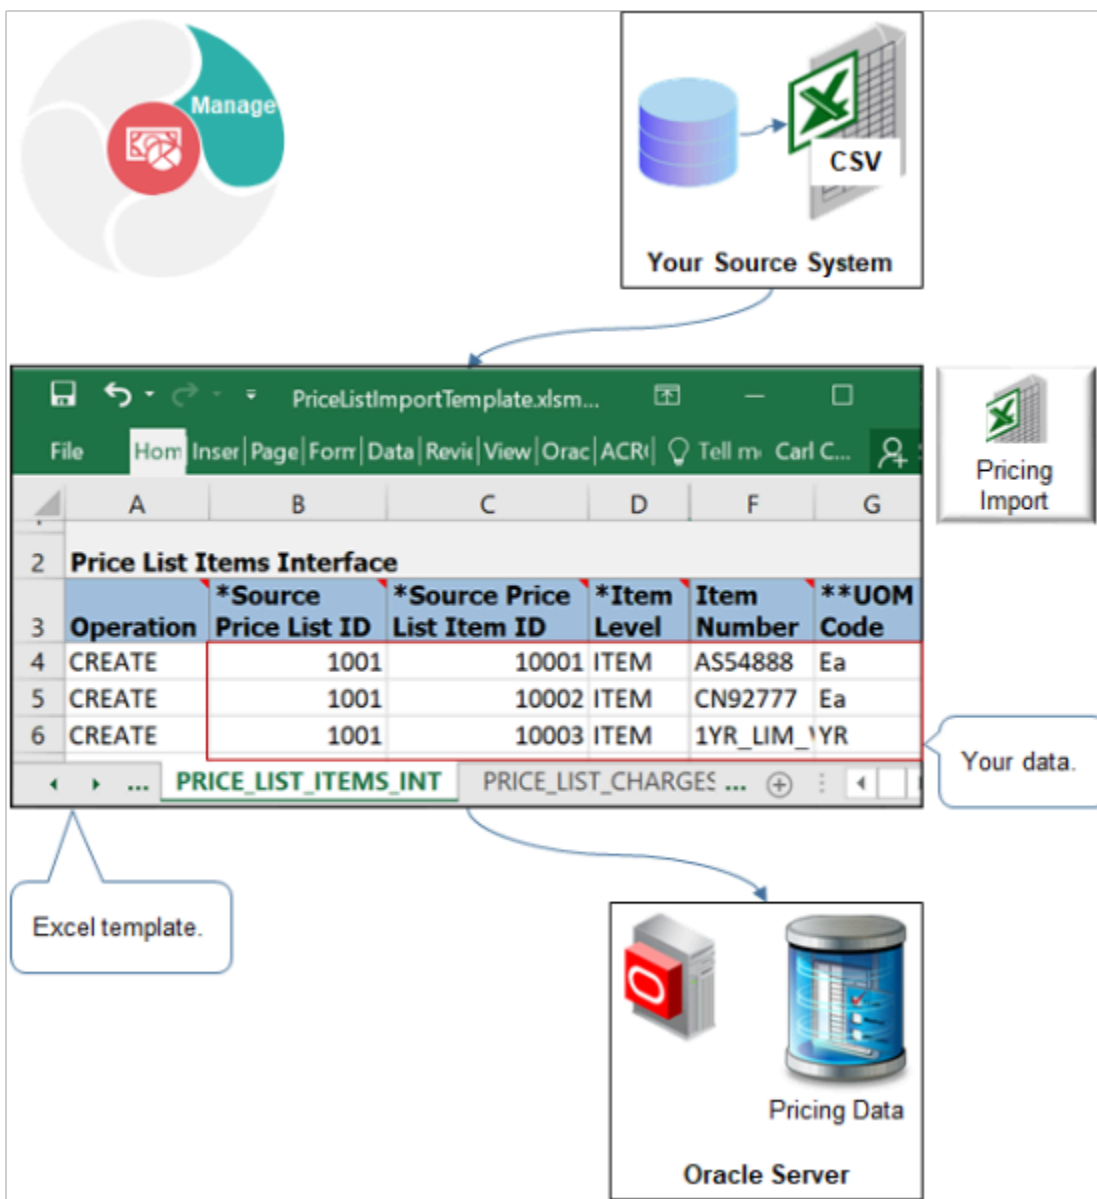 Manage
CSV
Your Source System
PriceListImportTemplate.xlsm...
File Hom Inser Page Form Data Revie View Orac ACR Tell m Carl C...
Pricing
Import
A B C D F G
2 Price List Items Interface
*Source *Source Price *Item Item **UOM
3 Operation Price List ID List Item ID Level Number Code
4 CREATE 1001 10001 ITEM AS54888 Ea
5 CREATE 1001 10002 ITEM CN92777 Ea
6 CREATE 1001 10003 ITEM 1YR_LIM_ YR
Your data.
... PRICE_LIST_ITEMS_INT PRICE_LIST_CHARGES ...
Excel template.
Pricing Data
Oracle Server